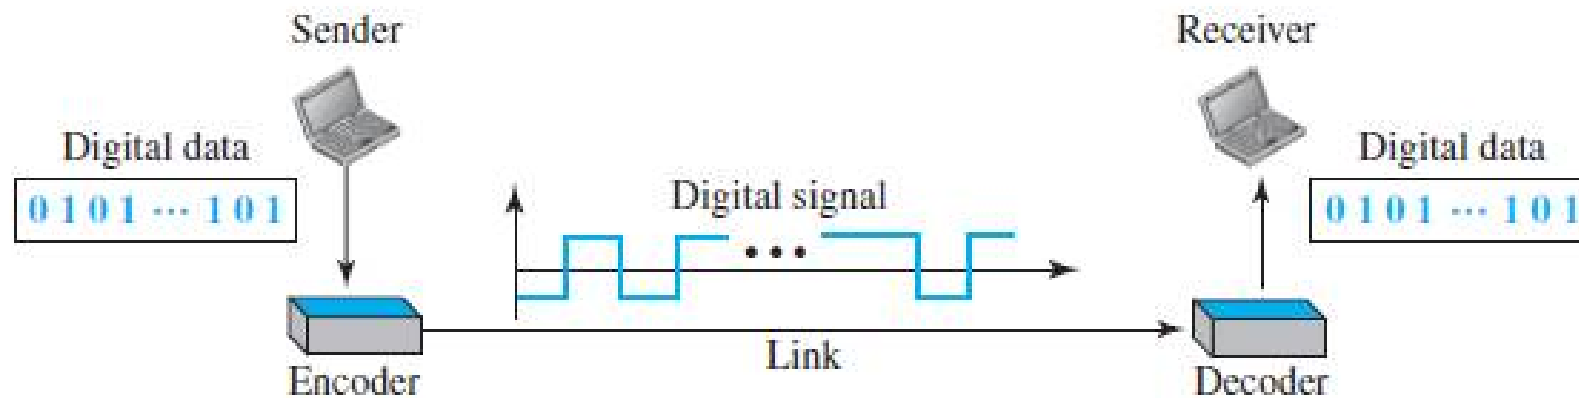 Sender
Receiver
Digital data
Digital data
0 1 0 1 ··· 1 0 1
Digital signal
0 1 0 1 ··· 1 0 1
• • •
Link
Encoder
Decoder